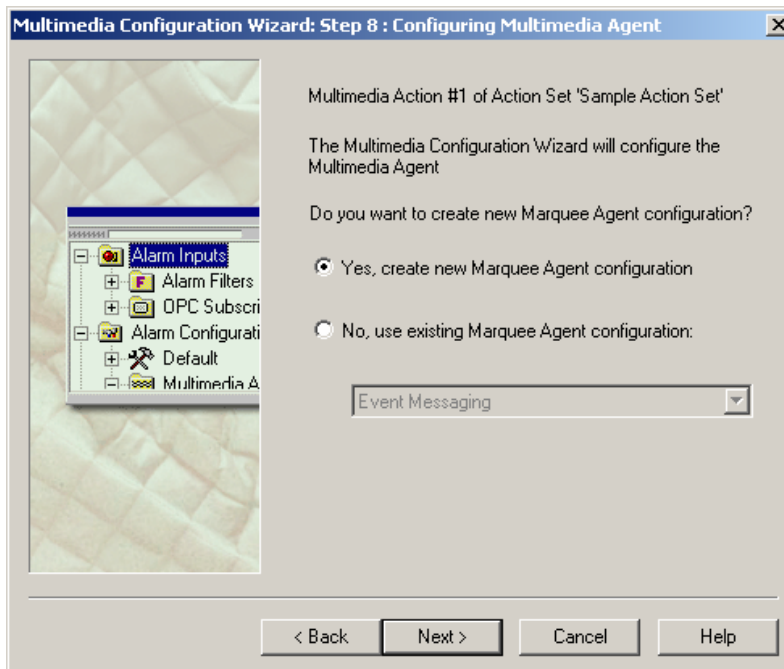 Multimedia Configuration Wizard: Step 8 : Configuring Multimedia Agent
Multimedia Action #1 of Action Set 'Sample Action Set'
The Multimedia Configuration Wizard will configure the
Multimedia Agent
Do you want to create new Marquee Agent configuration?
Yes, create new Marquee Agent configuration
No, use existing Marquee Agent configuration:
Event Messaging
Alarm Inputs
F Alarm Filters
OPC Subscri
Alarm Configurati
Default
Multimedia A
< Back
Next >
Cancel
Help